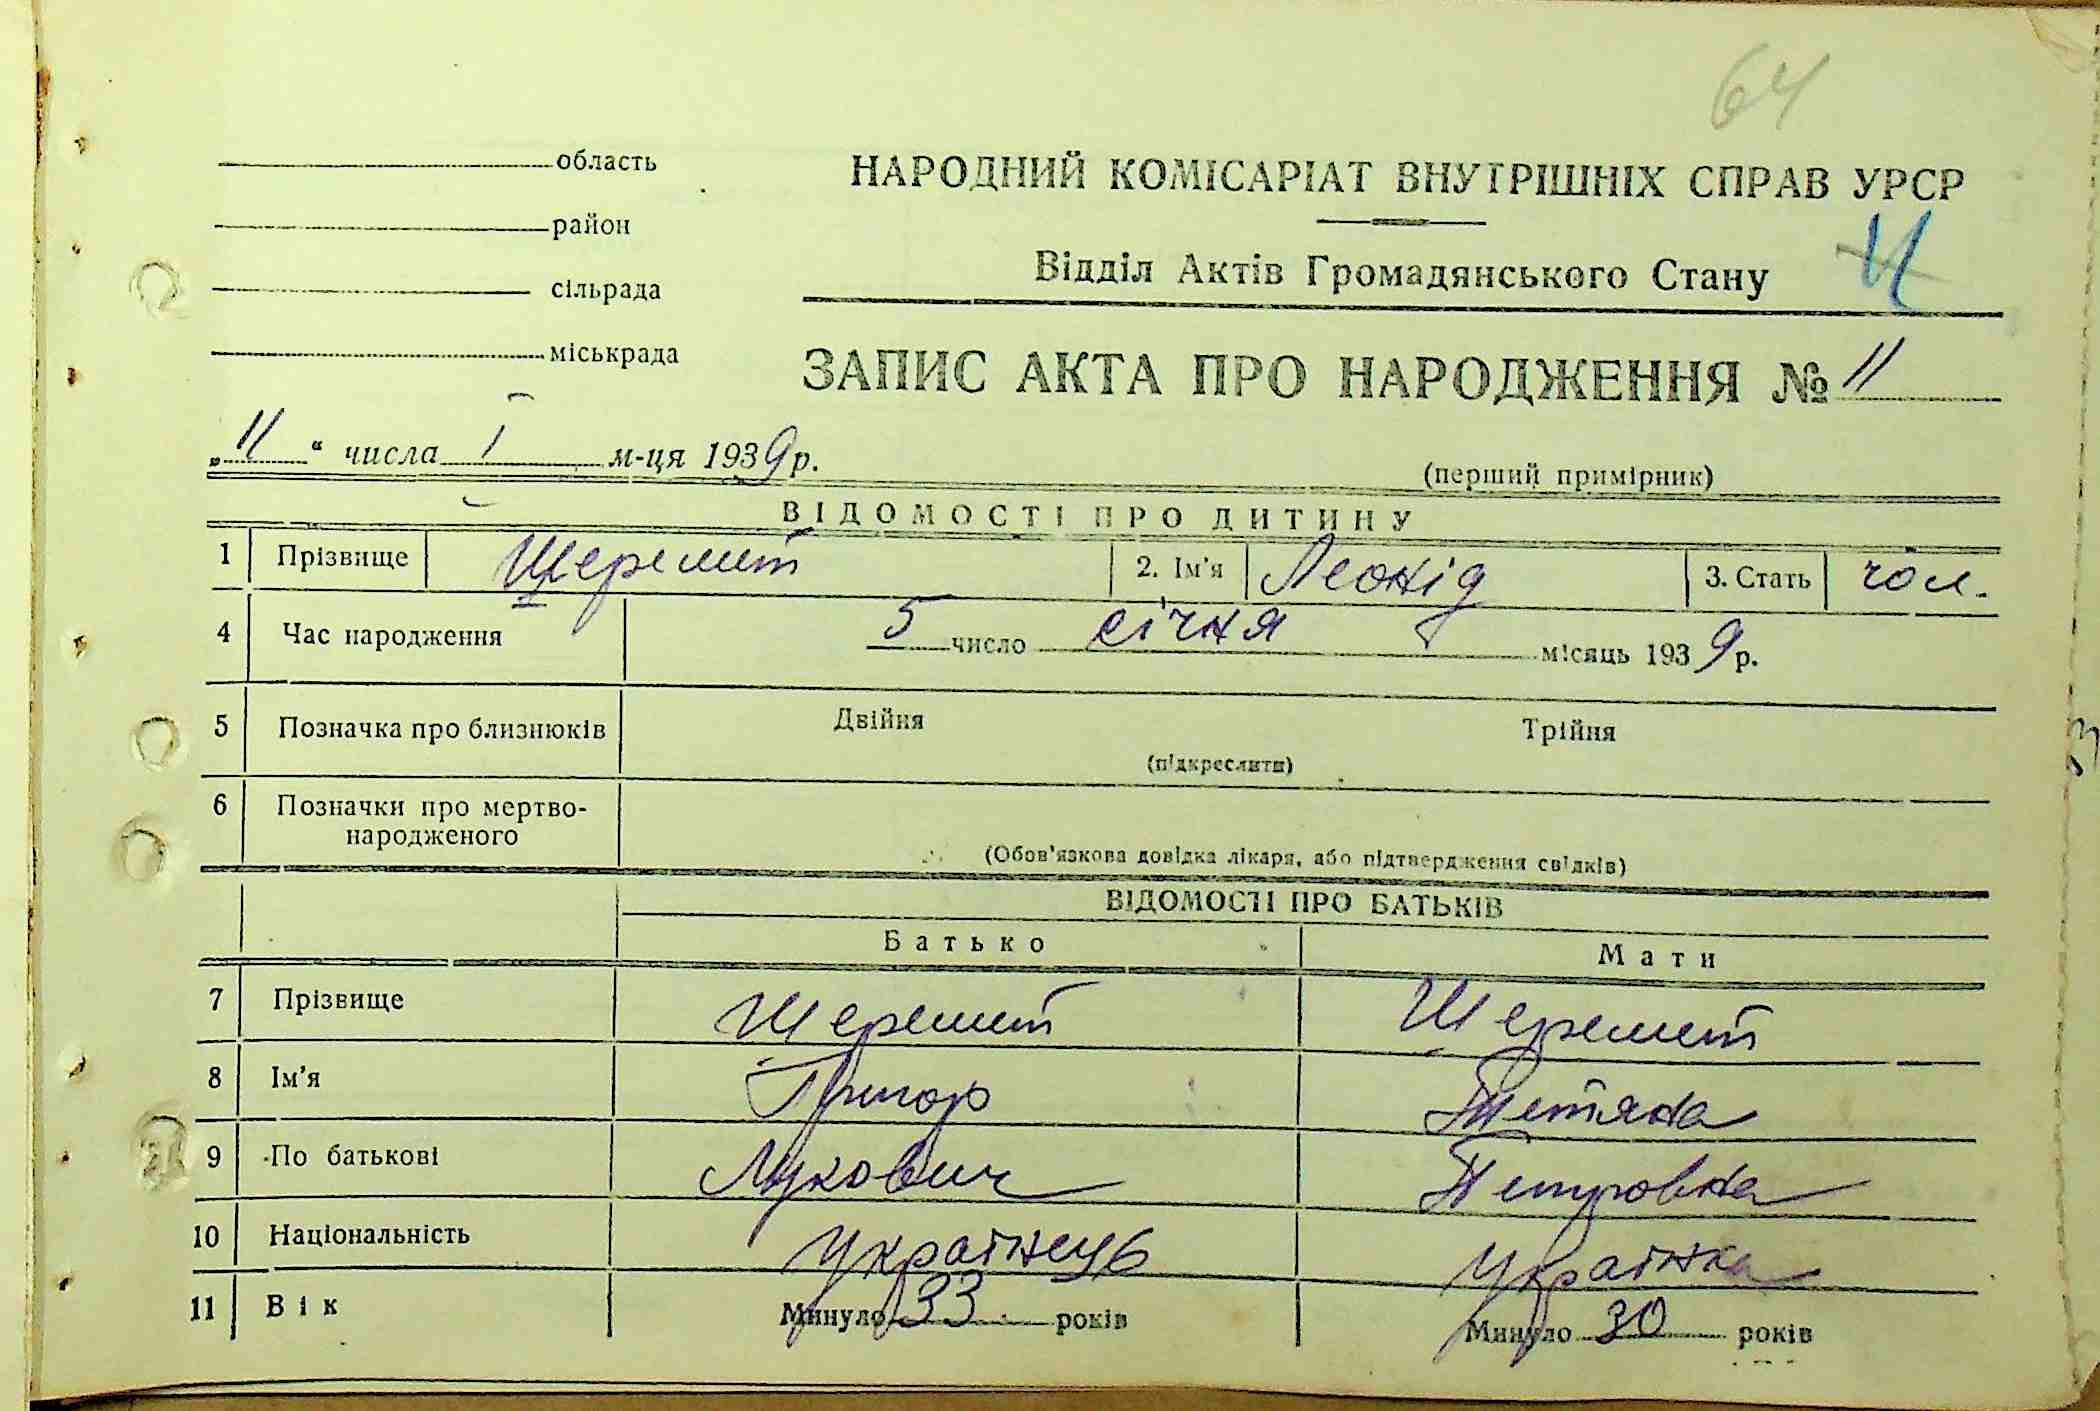 64
область
НАРОДНИЙ КОМІСАРІАТ ВНУТРІШНІХ СПРАВ УРСР
район
Відділ Актів Громадянського Стану
сільрада
міськрада
ЗАПИС АКТА ПРО НАРОДЖЕННЯ № 11
„11“ числа I м-ця 1939 р.
(перший примірник)
ВІДОМОСТІ ПРО ДИТИНУ
1 Прізвище Шеремет 2. Ім'я Леонід 3. Стать чол.
4 Час народження 5 число січня місяць 1939 р.
5 Позначка про близнюків Двійня Трійня
(підкреслити)
6 Позначки про мертво-
народженого
(Обов'язкова довідка лікаря, або підтвердження свідків)
ВІДОМОСТІ ПРО БАТЬКІВ
Батько Мати
7 Прізвище Шеремет Шеремет
8 Ім'я Григор Тетяна
9 По батькові Лукович Петровна
10 Національність Українець Українка
11 Вік Минуло 33 років Минуло 30 років